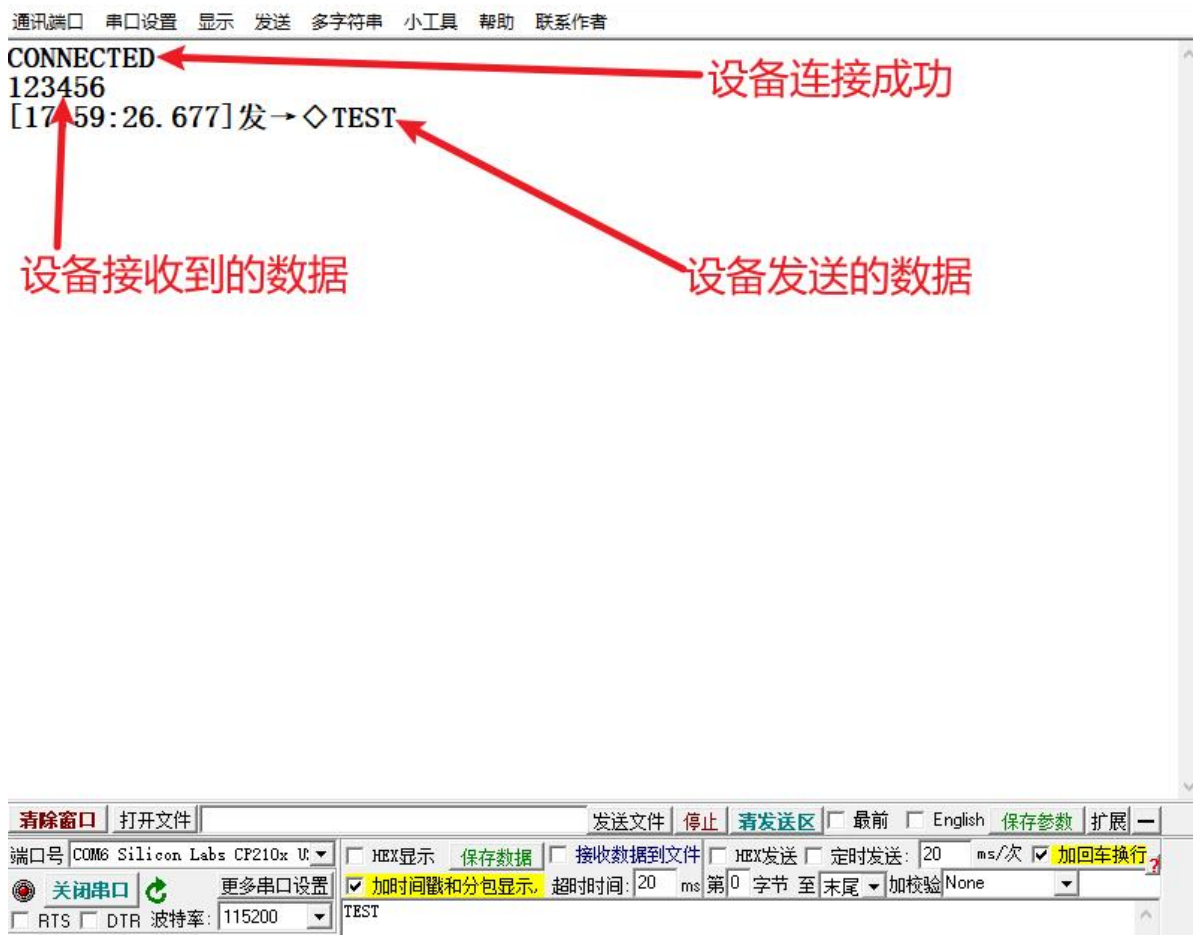 通讯端口 串口设置 显示 发送 多字符串 小工具 帮助 联系作者
CONNECTED
设备连接成功
123456
[17:59:26.677]发→◇TEST
设备接收到的数据
设备发送的数据
清除窗口 打开文件 发送文件 停止 清发送区 最前 English 保存参数 扩展 —
端口号 COM6 Silicon Labs CP210x HEX显示 保存数据 接收数据到文件 HEX发送 定时发送: 20 ms/次 加回车换行
关闭串口 更多串口设置 加时间戳和分包显示, 超时时间: 20 ms 第0 字节 至 末尾 加校验 None
RTS DTR 波特率: 115200 TEST